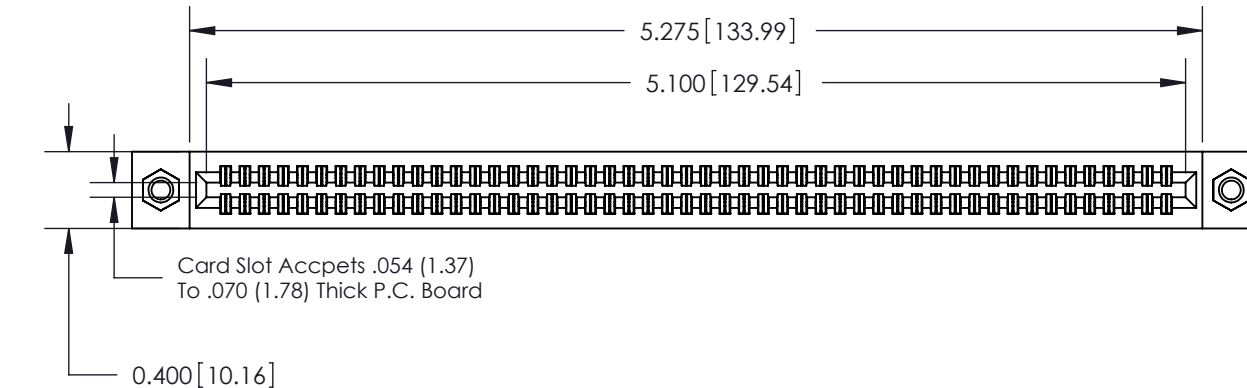 5.275[133.99]
5.100[129.54]
Card Slot Accpets .054 (1.37)
To .070 (1.78) Thick P.C. Board
0.400[10.16]